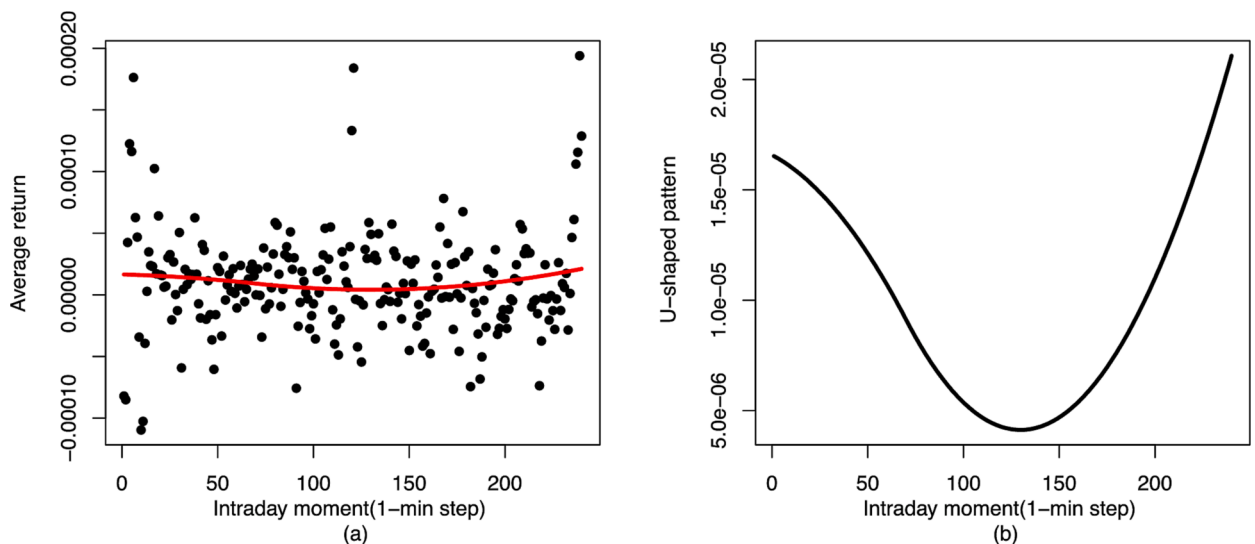 Average return
0.00020
0.00010
0.00000
−0.00010
0 50 100 150 200
Intraday moment(1−min step)
(a)
U−shaped pattern
2.0e−05
1.5e−05
1.0e−05
5.0e−06
0 50 100 150 200
Intraday moment(1−min step)
(b)